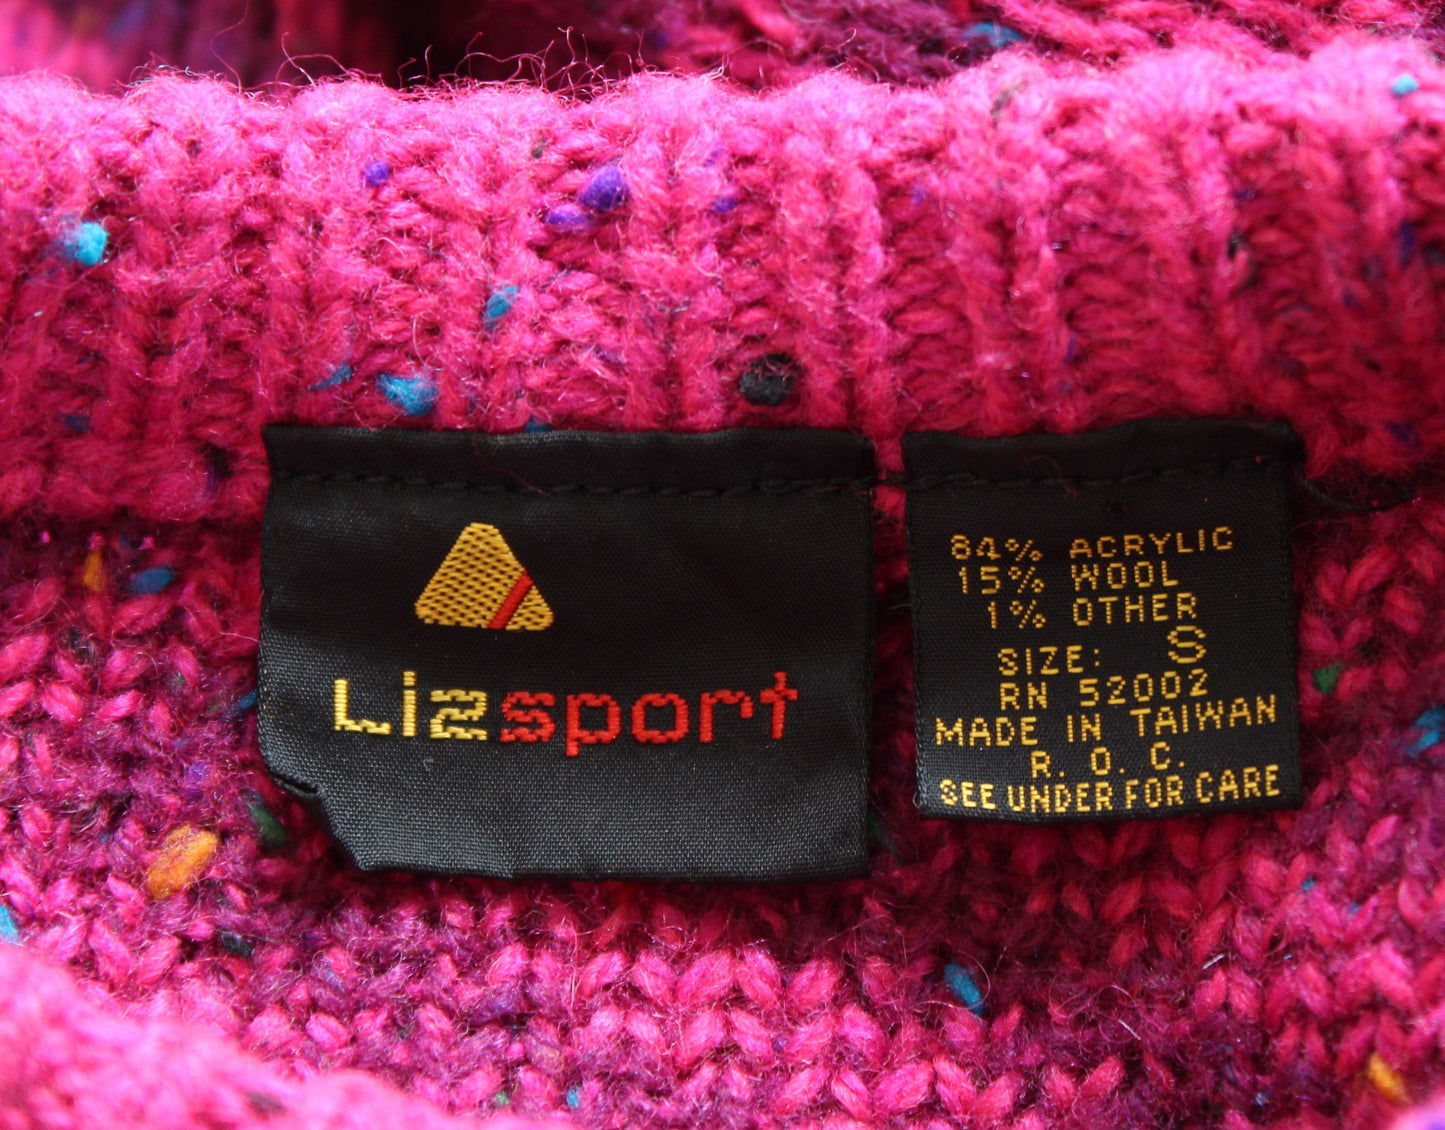 Lizsport
84% ACRYLIC
15% WOOL
1% OTHER
SIZE: S
RN 52002
MADE IN TAIWAN
R. O. C.
SEE UNDER FOR CARE